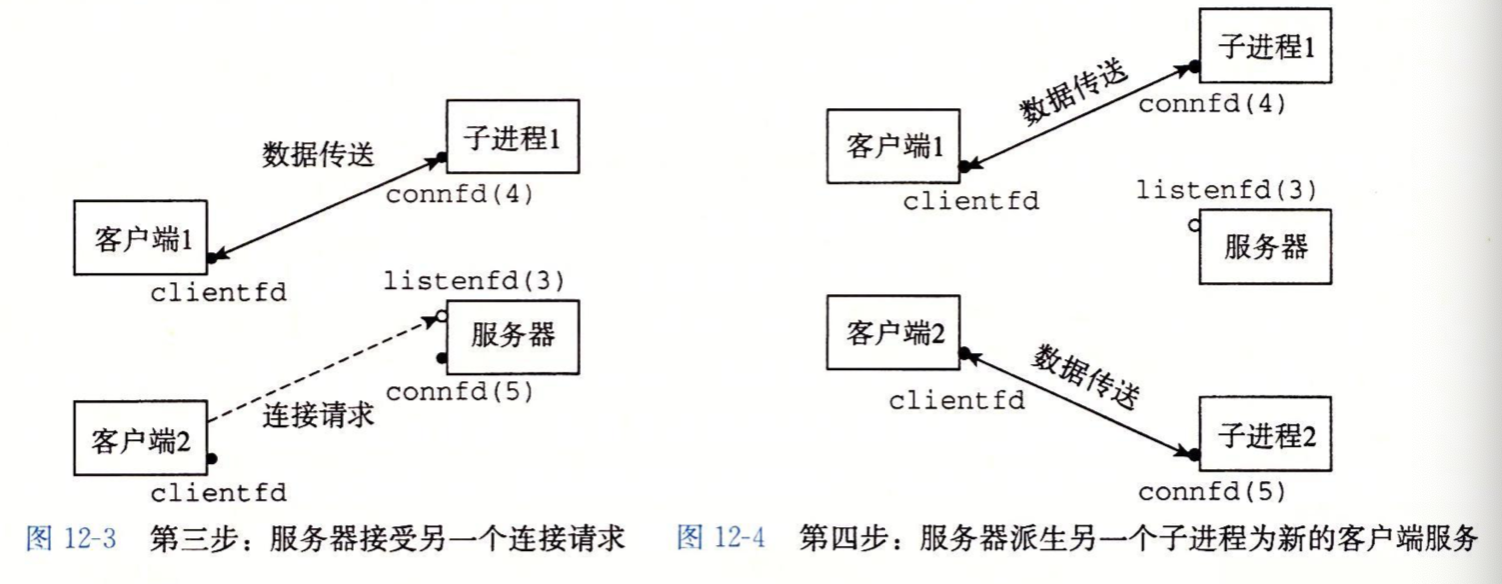 子进程1
数据传送
connfd(4)
客户端1
clientfd
listenfd(3)
服务器
connfd(5)
连接请求
客户端2
clientfd
图 12-3 第三步：服务器接受另一个连接请求
子进程1
数据传送
connfd(4)
客户端1
clientfd
listenfd(3)
服务器
客户端2
数据传送
clientfd
子进程2
connfd(5)
图 12-4 第四步：服务器派生另一个子进程为新的客户端服务